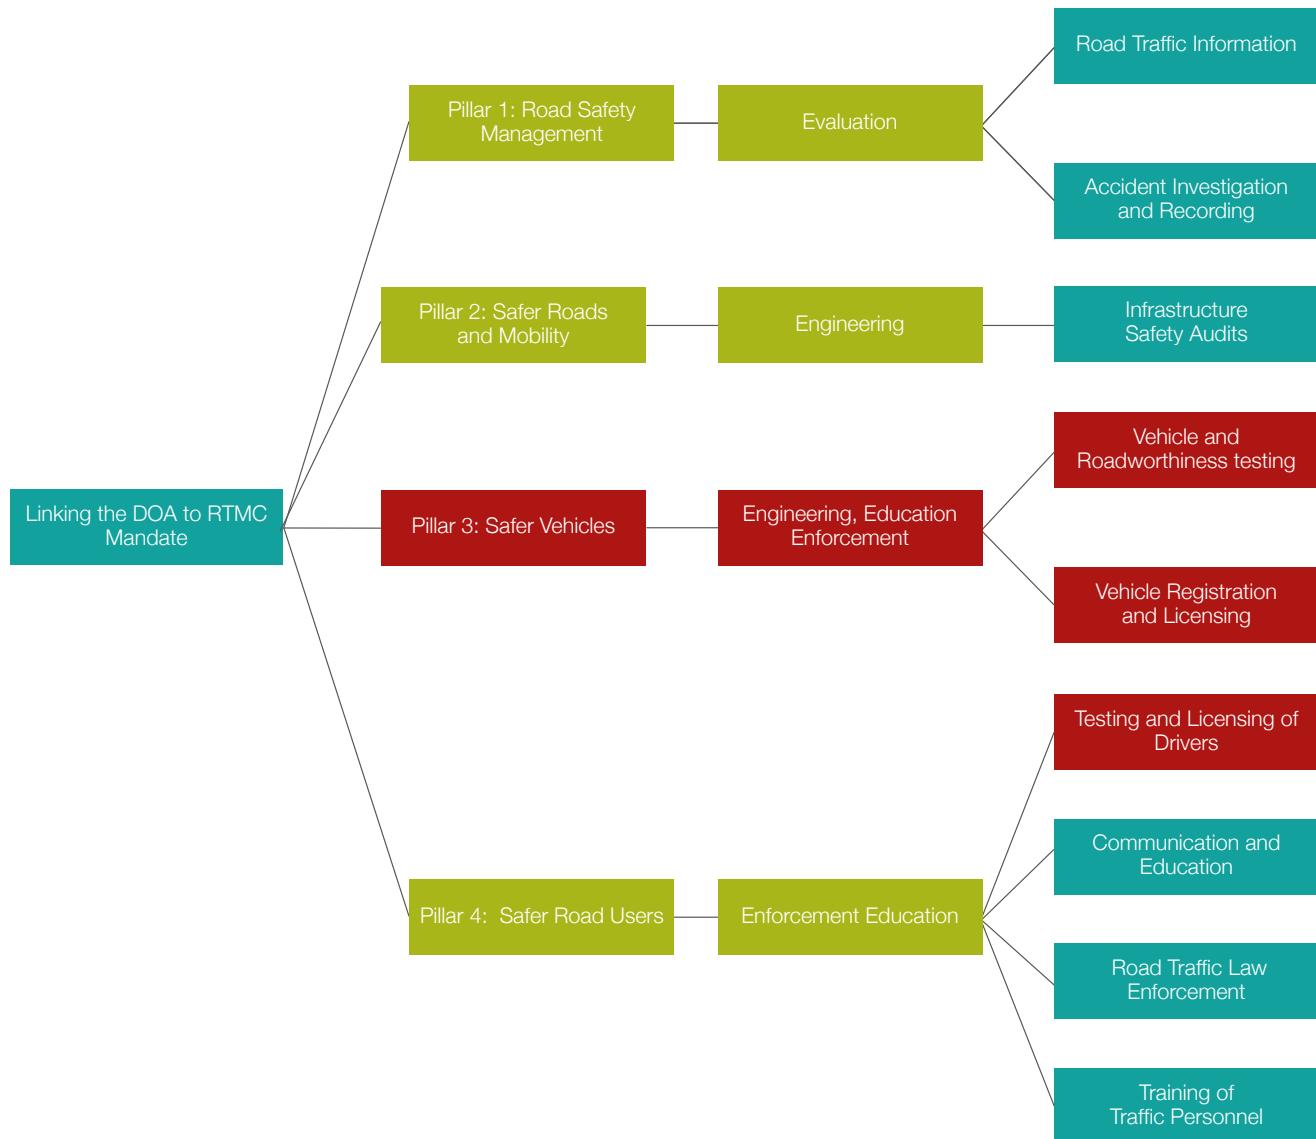 Linking the DOA to RTMC
Mandate
Pillar 1: Road Safety
Management
Evaluation
Road Traffic Information
Accident Investigation
and Recording
Pillar 2: Safer Roads
and Mobility
Engineering
Infrastructure
Safety Audits
Pillar 3: Safer Vehicles
Engineering, Education
Enforcement
Vehicle and
Roadworthiness testing
Vehicle Registration
and Licensing
Pillar 4: Safer Road Users
Enforcement Education
Testing and Licensing of
Drivers
Communication and
Education
Road Traffic Law
Enforcement
Training of
Traffic Personnel